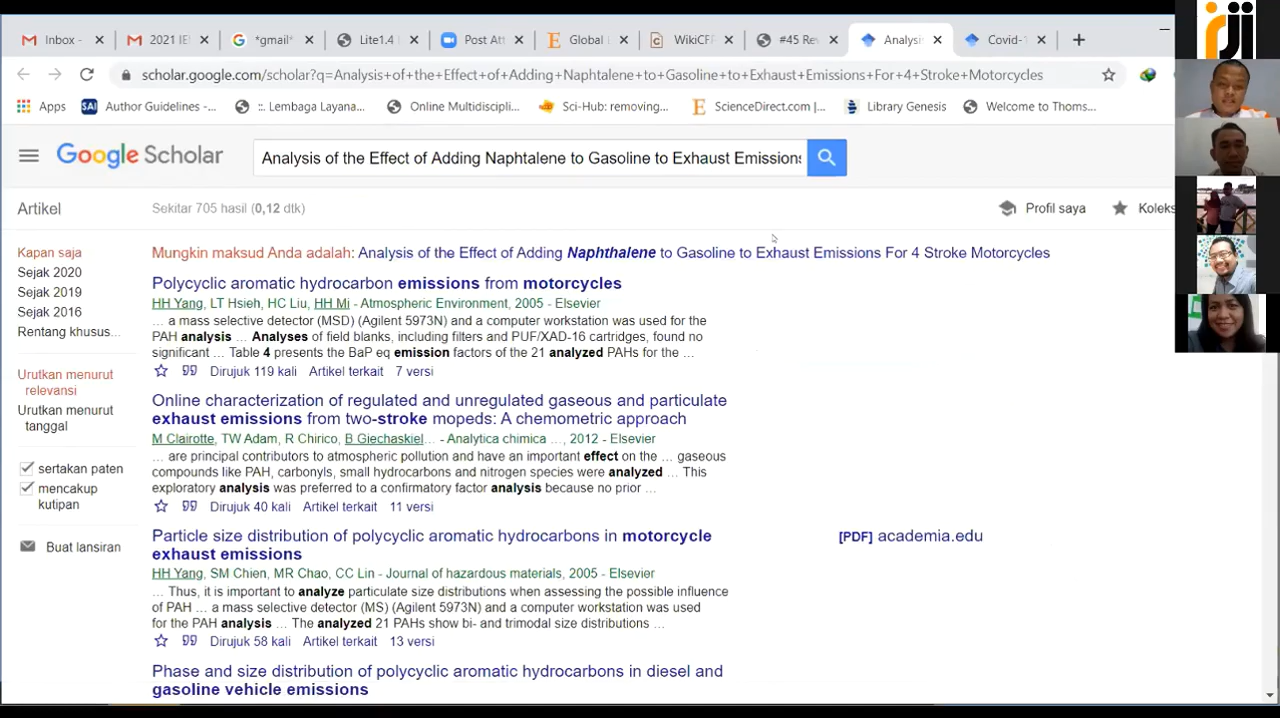 Inbox -
2021 IE
*gmail*
Lite1.4
Post Att
Global
WikiCF
#45 Re
Analysi
Covid-1
scholar.google.com/scholar?q=Analysis+of+the+Effect+of+Adding+Naphtalene+to+Gasoline+to+Exhaust+Emissions+For+4+Stroke+Motorcycles
Apps
SAI
Author Guidelines -...
::. Lembaga Layana...
Online Multidiscipli...
Sci-Hub: removing...
ScienceDirect.com |...
Library Genesis
Welcome to Thoms...
Google Scholar
Analysis of the Effect of Adding Naphtalene to Gasoline to Exhaust Emissions
Artikel
Sekitar 705 hasil (0,12 dtk)
Profil saya
Koleks
Kapan saja
Sejak 2020
Sejak 2019
Sejak 2016
Rentang khusus...
Urutkan menurut
relevansi
Urutkan menurut
tanggal
sertakan paten
mencakup
kutipan
Buat lansiran
Mungkin maksud Anda adalah: Analysis of the Effect of Adding Naphthalene to Gasoline to Exhaust Emissions For 4 Stroke Motorcycles
Polycyclic aromatic hydrocarbon emissions from motorcycles
HH Yang, LT Hsieh, HC Liu, HH Mi - Atmospheric Environment, 2005 - Elsevier
... a mass selective detector (MSD) (Agilent 5973N) and a computer workstation was used for the
PAH analysis ... Analyses of field blanks, including filters and PUF/XAD-16 cartridges, found no
significant ... Table 4 presents the BaP eq emission factors of the 21 analyzed PAHs for the ...
Dirujuk 119 kali Artikel terkait 7 versi
Online characterization of regulated and unregulated gaseous and particulate
exhaust emissions from two-stroke mopeds: A chemometric approach
M Clairotte, TW Adam, R Chirico, B Giechaskiel... - Analytica chimica ..., 2012 - Elsevier
... are principal contributors to atmospheric pollution and have an important effect on the ... gaseous
compounds like PAH, carbonyls, small hydrocarbons and nitrogen species were analyzed ... This
exploratory analysis was preferred to a confirmatory factor analysis because no prior ...
Dirujuk 40 kali Artikel terkait 11 versi
Particle size distribution of polycyclic aromatic hydrocarbons in motorcycle
exhaust emissions
[PDF] academia.edu
HH Yang, SM Chien, MR Chao, CC Lin - Journal of hazardous materials, 2005 - Elsevier
... Thus, it is important to analyze particulate size distributions when assessing the possible influence
of PAH ... a mass selective detector (MS) (Agilent 5973N) and a computer workstation was used
for the PAH analysis ... The analyzed 21 PAHs show bi- and trimodal size distributions ...
Dirujuk 58 kali Artikel terkait 13 versi
Phase and size distribution of polycyclic aromatic hydrocarbons in diesel and
gasoline vehicle emissions